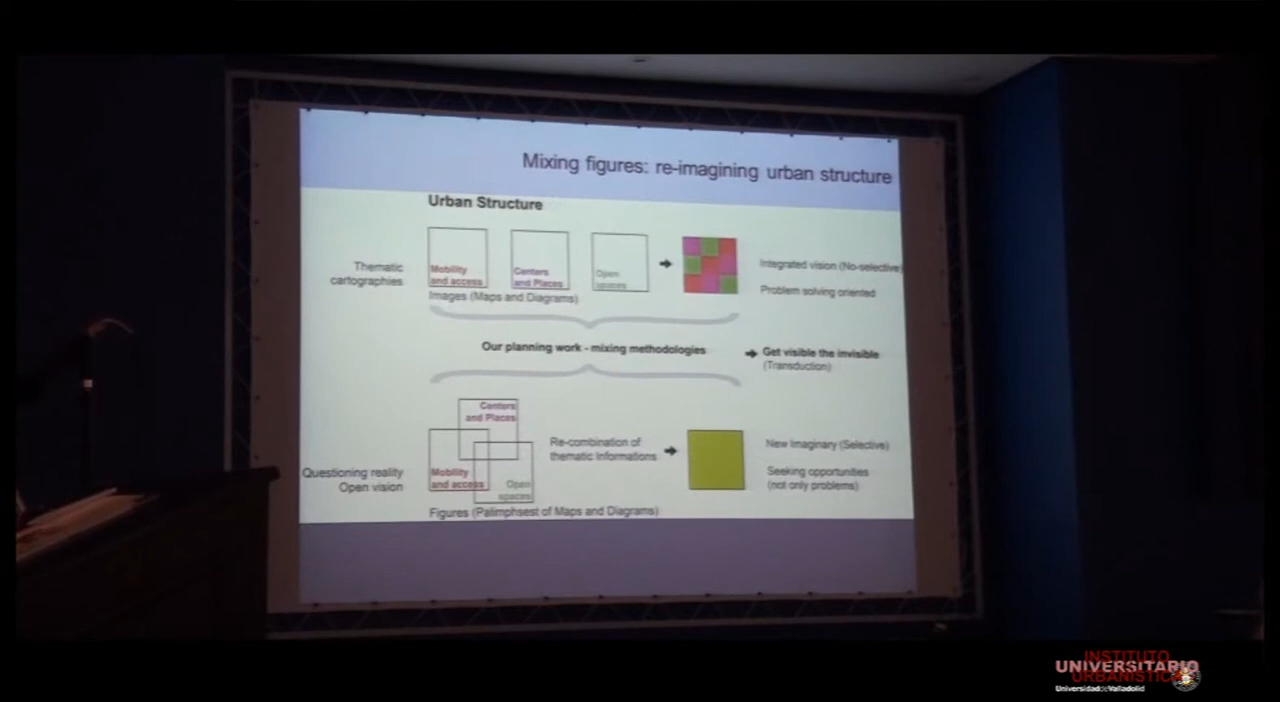 Mixing figures: re-imagining urban structure
Urban Structure
Thematic
cartographies
Mobility
and access
Centers
and Places
Open
spaces
Images (Maps and Diagrams)
Integrated vision (No-selective)
Problem solving oriented
Our planning work - mixing methodologies
Get visible the invisible
(Transduction)
Centers
and Places
Mobility
and access
Open
spaces
Questioning reality
Open vision
Re-combination of
thematic Informations
New Imaginary (Selective)
Seeking opportunities
(not only problems)
Figures (Palimphsest of Maps and Diagrams)
INSTITUTO
UNIVERSITARIO
URBANÍSTICA
Universidad de Valladolid